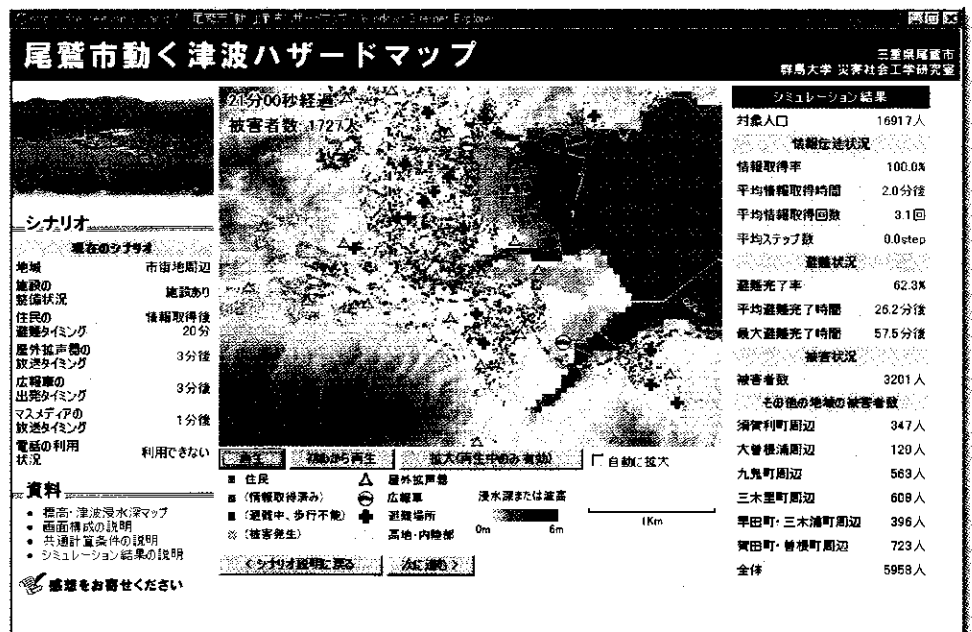 尾鷲市動く津波ハザードマップ
三重県尾鷲市
群馬大学 災害社会工学研究室
21分00秒経過
被害者数 1727人
シナリオ
現在のシナリオ
地域 市街地周辺
施設の
整備状況 施設あり
住民の
避難タイミング 情報取得後
20分
屋外拡声器の
放送タイミング 3分後
広報車の
出発タイミング 3分後
マスメディアの
放送タイミング 1分後
電話の利用
状況 利用できない
資料
• 標高・津波浸水深マップ
• 画面構成の説明
• 共通計算条件の説明
• シミュレーション結果の説明
感想をお寄せください
再生 初めから再生 拡大(再生中のみ有効) 自動に拡大
住民 屋外拡声器
(情報取得済み) 広報車 浸水深または波高
(避難中、歩行不能) 避難場所
(被害発生) 高地・内陸部
0m 6m
1Km
<シナリオ説明に戻る 次に進む>
シミュレーション結果
対象人口 16917人
情報伝達状況
情報取得率 100.0%
平均情報取得時間 2.0分後
平均情報取得回数 3.1回
平均ステップ数 0.0step
避難状況
避難完了率 62.3%
平均避難完了時間 26.2分後
最大避難完了時間 57.5分後
被害状況
被害者数 3201人
その他の地域の被害者数
須賀利町周辺 347人
大曽根浦周辺 120人
九鬼町周辺 563人
三木里町周辺 608人
早田町・三木浦町周辺 396人
賀田町・曽根町周辺 723人
全体 5958人